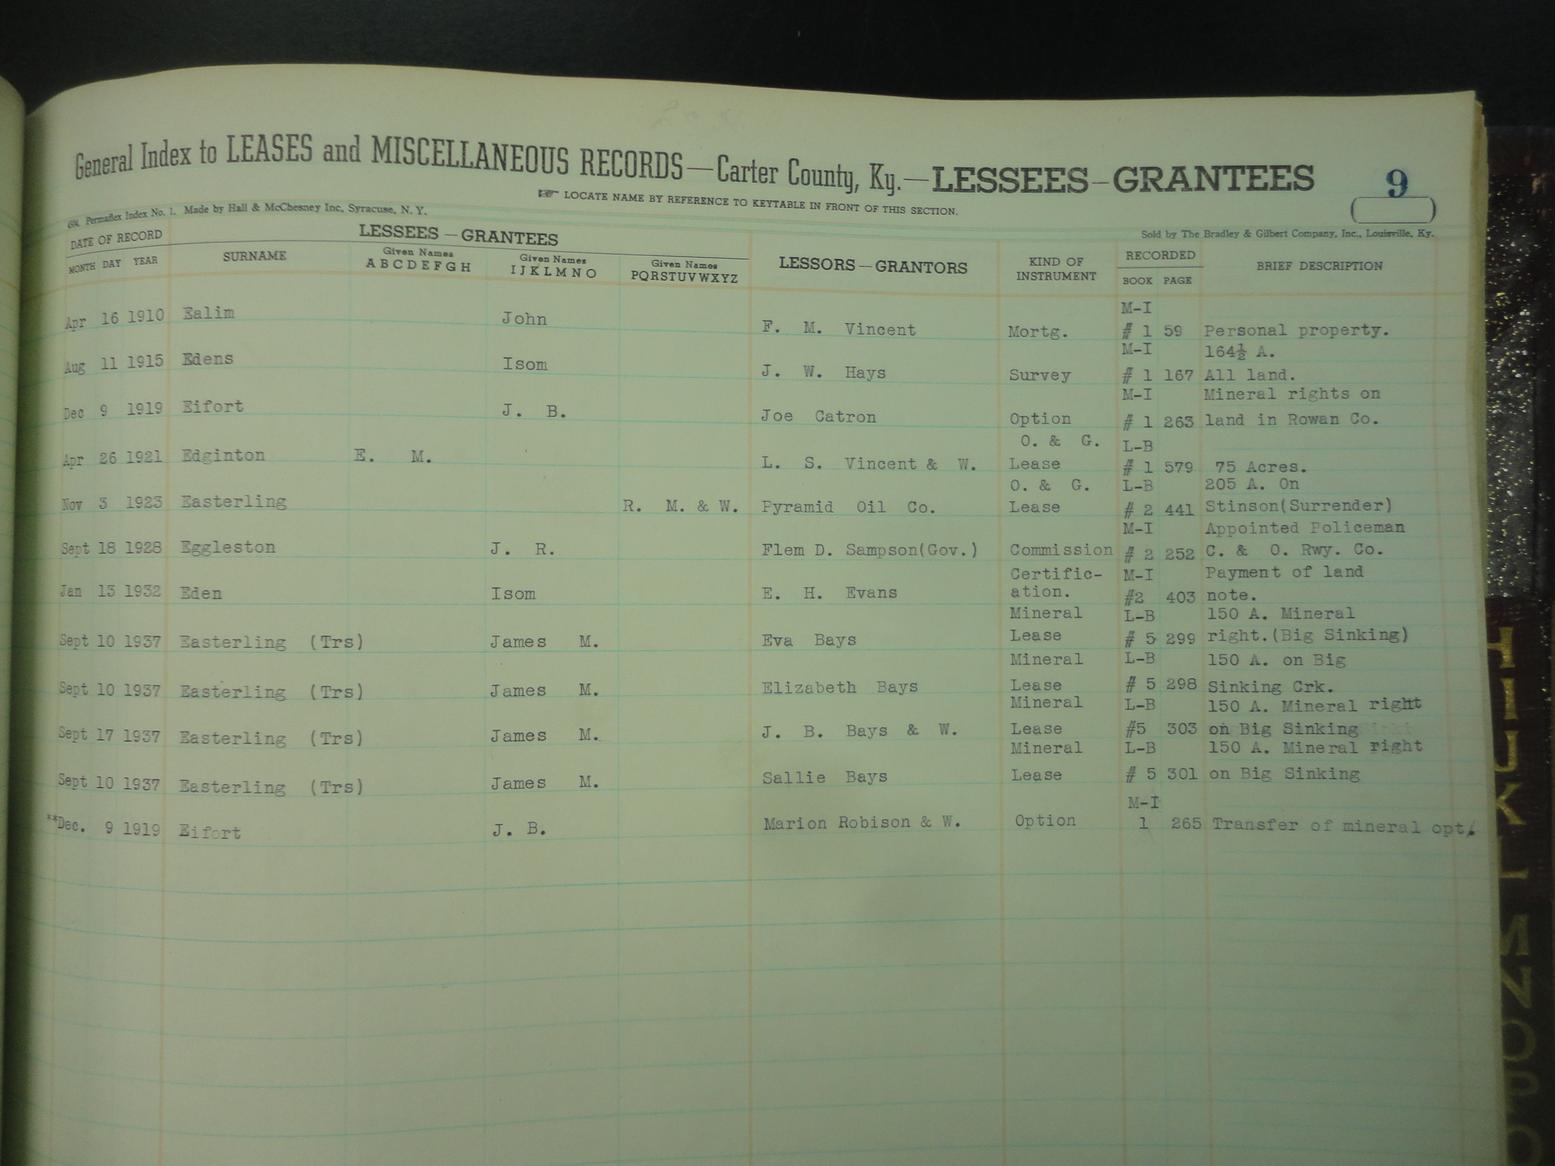 General Index to LEASES and MISCELLANEOUS RECORDS—Carter County, Ky.—LESSEES-GRANTEES 9
LOCATE NAME BY REFERENCE TO KEYTABLE IN FRONT OF THIS SECTION.
Permaflex Index No. 1. Made by Hall & McChesney Inc, Syracuse, N. Y.
Sold by The Bradley & Gilbert Company, Inc., Louisville, Ky.
DATE OF RECORD LESSEES—GRANTEES LESSORS—GRANTORS KIND OF INSTRUMENT RECORDED BRIEF DESCRIPTION
MONTH DAY YEAR SURNAME Given Names ABCDEFGH Given Names IJKLMNO Given Names PQRSTUVWXYZ BOOK PAGE
M-I
Apr 16 1910 Ealim John F. M. Vincent Mortg. # 1 59 Personal property.
M-I 164½ A.
Aug 11 1915 Edens Isom J. W. Hays Survey # 1 167 All land.
M-I Mineral rights on
Dec 9 1919 Eifort J. B. Joe Catron Option # 1 263 land in Rowan Co.
O. & G. L-B
Apr 26 1921 Edginton E. M. L. S. Vincent & W. Lease # 1 579 75 Acres.
O. & G. L-B 205 A. On
Nov 3 1923 Easterling R. M. & W. Pyramid Oil Co. Lease # 2 441 Stinson(Surrender)
M-I Appointed Policeman
Sept 18 1928 Eggleston J. R. Flem D. Sampson(Gov.) Commission # 2 252 C. & O. Rwy. Co.
Certific- M-I Payment of land
Jan 13 1932 Eden Isom E. H. Evans ation. #2 403 note.
Mineral L-B 150 A. Mineral
Sept 10 1937 Easterling (Trs) James M. Eva Bays Lease # 5 299 right.(Big Sinking)
Mineral L-B 150 A. on Big
Sept 10 1937 Easterling (Trs) James M. Elizabeth Bays Lease # 5 298 Sinking Crk.
Mineral L-B 150 A. Mineral right
Sept 17 1937 Easterling (Trs) James M. J. B. Bays & W. Lease #5 303 on Big Sinking
Mineral L-B 150 A. Mineral right
Sept 10 1937 Easterling (Trs) James M. Sallie Bays Lease # 5 301 on Big Sinking
M-I
**Dec. 9 1919 Eifort J. B. Marion Robison & W. Option 1 265 Transfer of mineral opt.